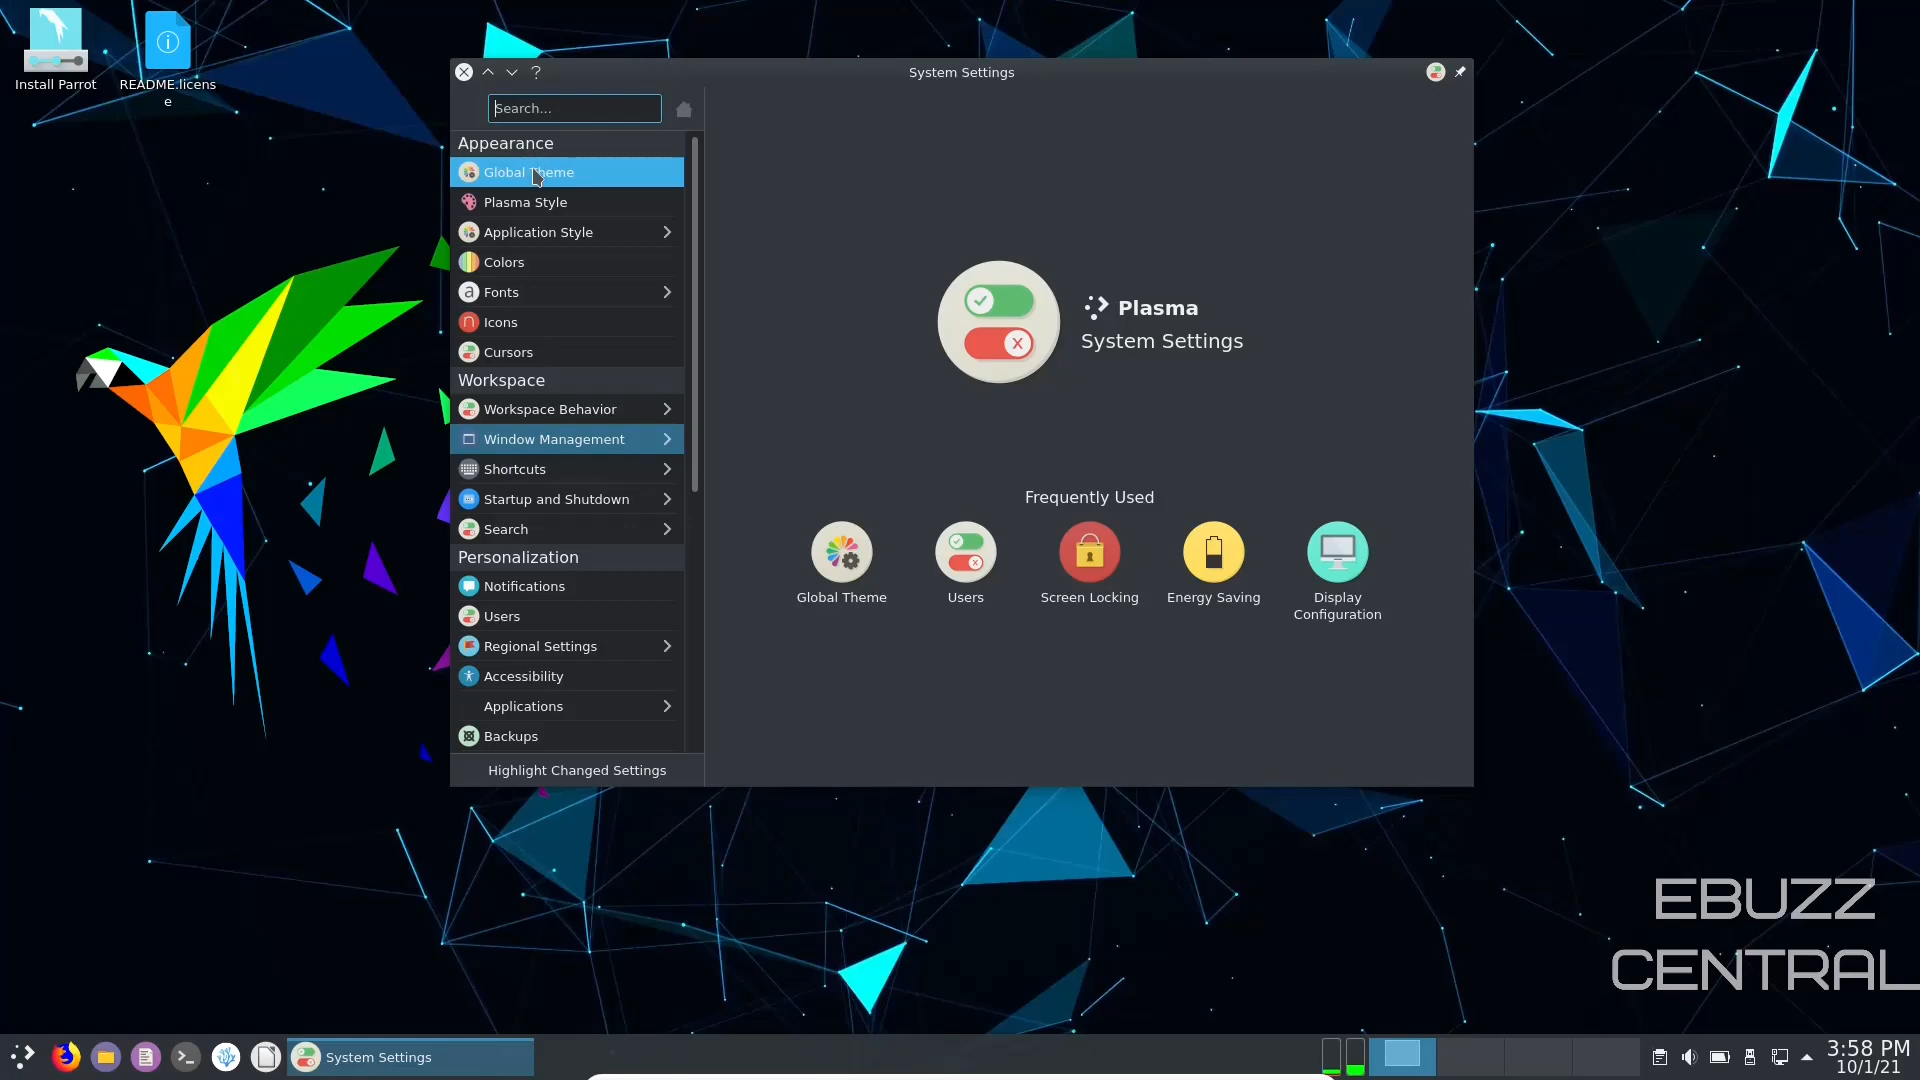 Install Parrot
README.licens
e
System Settings
Search...
Appearance
Global Theme
Plasma Style
Application Style
Colors
Fonts
Icons
Cursors
Workspace
Workspace Behavior
Window Management
Shortcuts
Startup and Shutdown
Search
Personalization
Notifications
Users
Regional Settings
Accessibility
Applications
Backups
Highlight Changed Settings
Plasma
System Settings
Frequently Used
Global Theme
Users
Screen Locking
Energy Saving
Display
Configuration
EBUZZ
CENTRAL
System Settings
3:58 PM
10/1/21